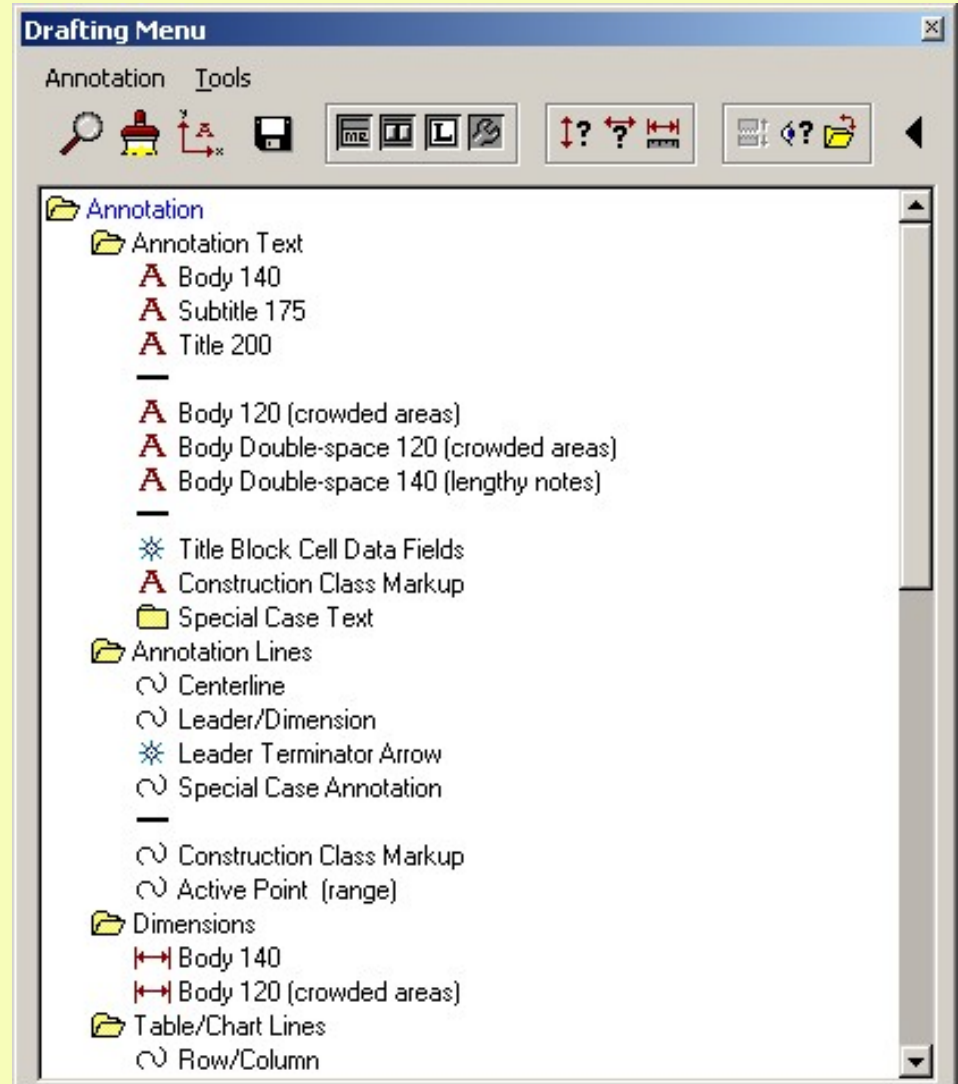 Drafting Menu
Annotation Tools
Annotation
Annotation Text
A Body 140
A Subtitle 175
A Title 200
A Body 120 (crowded areas)
A Body Double-space 120 (crowded areas)
A Body Double-space 140 (lengthy notes)
Title Block Cell Data Fields
A Construction Class Markup
Special Case Text
Annotation Lines
Centerline
Leader/Dimension
Leader Terminator Arrow
Special Case Annotation
Construction Class Markup
Active Point (range)
Dimensions
Body 140
Body 120 (crowded areas)
Table/Chart Lines
Row/Column